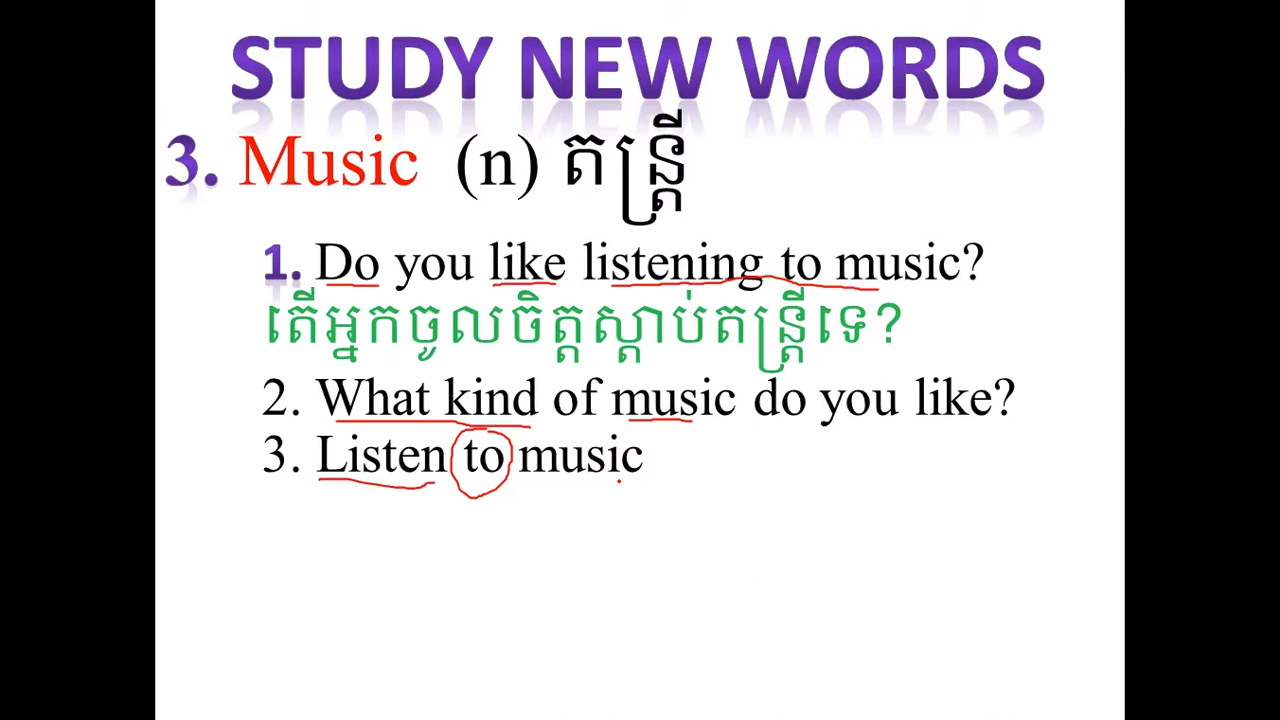 STUDY NEW WORDS
3. Music (n) តន្ត្រី
1. Do you like listening to music?
តើអ្នកចូលចិត្តស្តាប់តន្ត្រីទេ?
2. What kind of music do you like?
3. Listen to music